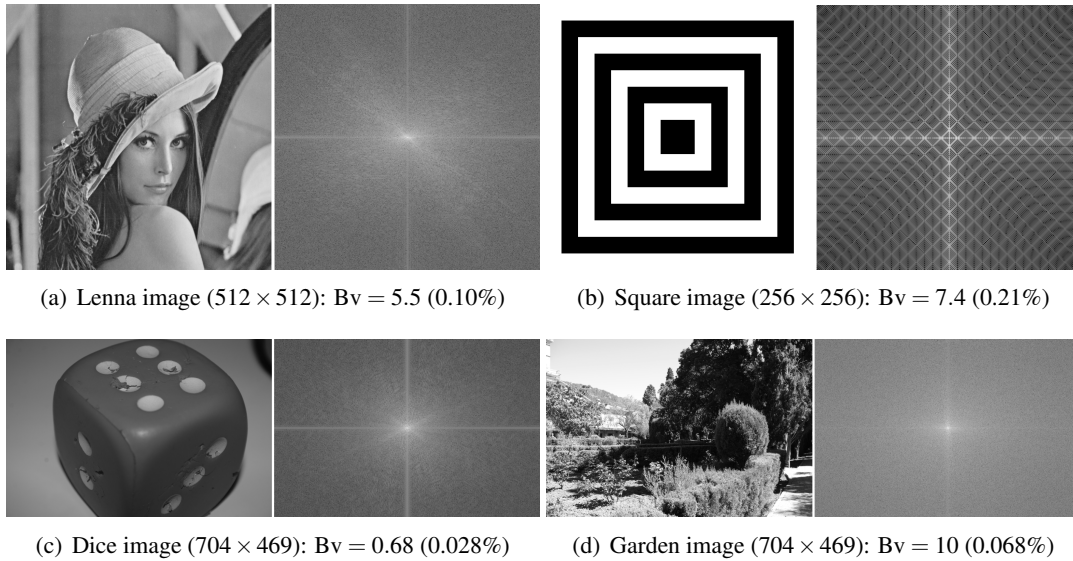 (a) Lenna image (512 × 512): Bv = 5.5 (0.10%)
(b) Square image (256 × 256): Bv = 7.4 (0.21%)
(c) Dice image (704 × 469): Bv = 0.68 (0.028%)
(d) Garden image (704 × 469): Bv = 10 (0.068%)